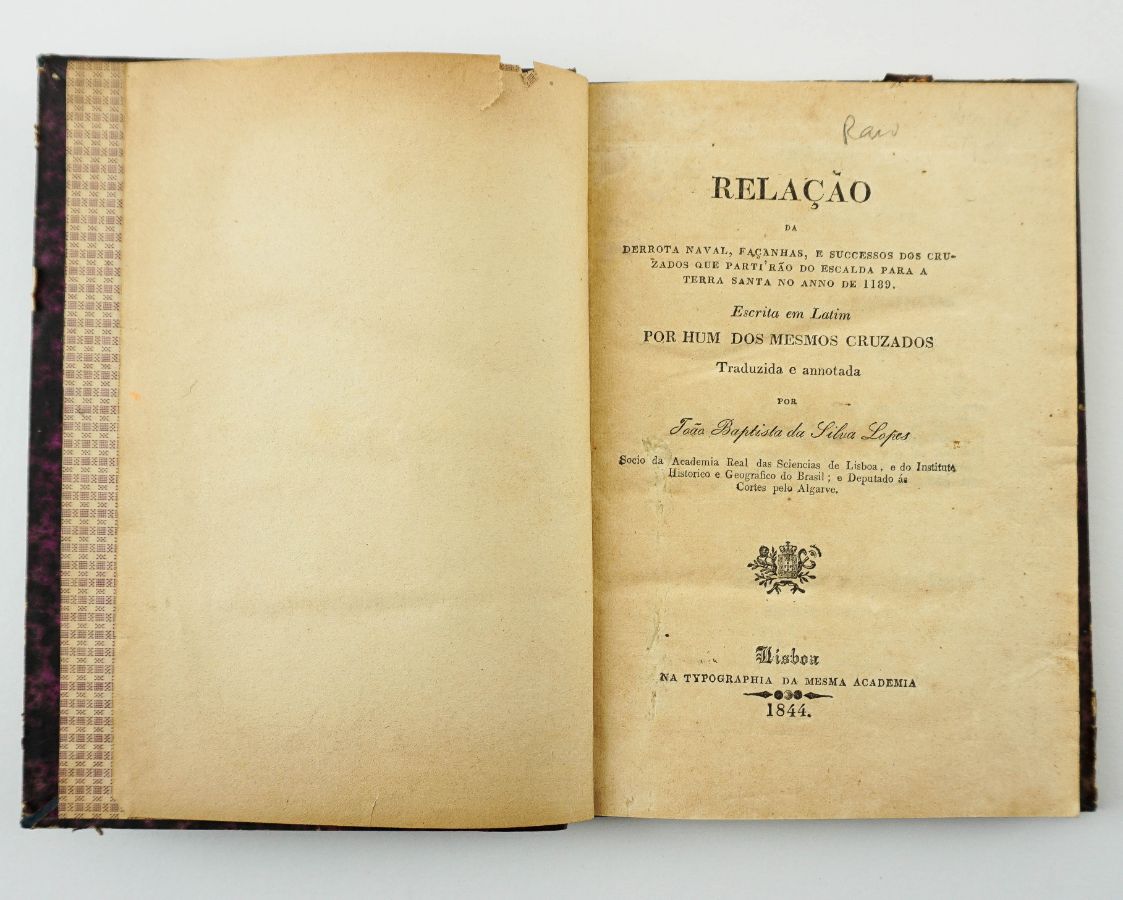 RELAÇÃO
DA
DERROTA NAVAL, FAÇANHAS, E SUCCESSOS DOS CRU-
ZADOS QUE PARTI'RÃO DO ESCALDA PARA A
TERRA SANTA NO ANNO DE 1189.
Escrita em Latim
POR HUM DOS MESMOS CRUZADOS
Traduzida e annotada
POR
João Baptista da Silva Lopes
Socio da Academia Real das Sciencias de Lisboa, e do Instituto
Historico e Geografico do Brasil; e Deputado ás
Cortes pelo Algarve.
Lisboa
NA TYPOGRAPHIA DA MESMA ACADEMIA
1844.